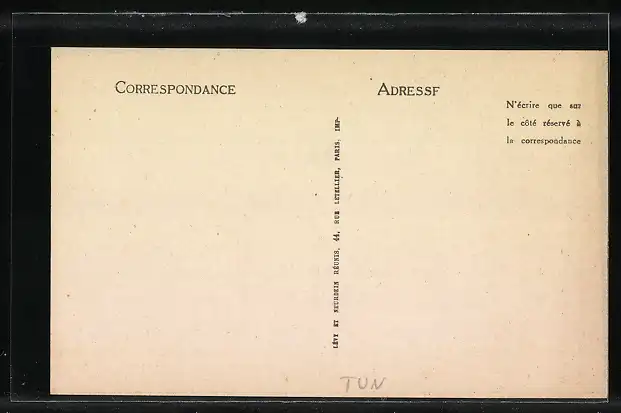 CORRESPONDANCE
ADRESSE
N'écrire que sur
le côté réservé à
la correspondance
LÉVY ET NEURDEIN RÉUNIS, 44, RUE LETELLIER, PARIS, IMP.
TUN